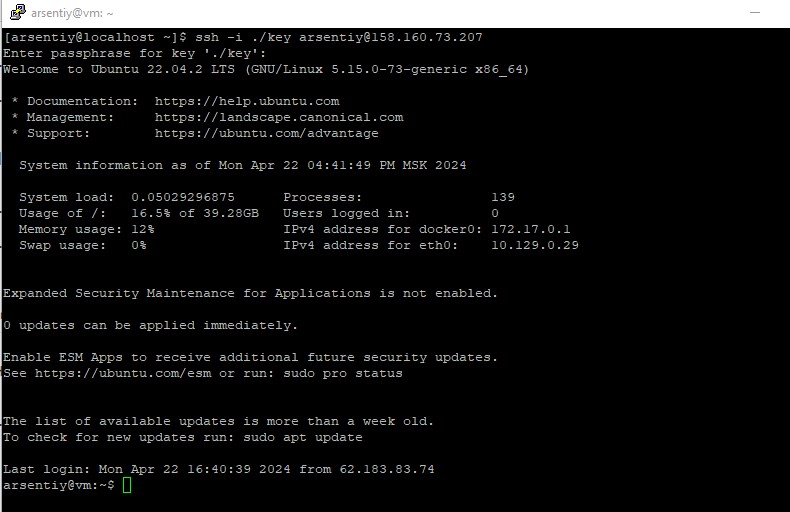 arsentiy@vm: ~
[arsentiy@localhost ~]$ ssh -i ./key arsentiy@158.160.73.207
Enter passphrase for key './key':
Welcome to Ubuntu 22.04.2 LTS (GNU/Linux 5.15.0-73-generic x86_64)
* Documentation:  https://help.ubuntu.com
* Management:     https://landscape.canonical.com
* Support:        https://ubuntu.com/advantage
System information as of Mon Apr 22 04:41:49 PM MSK 2024
System load:  0.05029296875      Processes:                139
Usage of /:   16.5% of 39.28GB   Users logged in:          0
Memory usage: 12%                IPv4 address for docker0: 172.17.0.1
Swap usage:   0%                 IPv4 address for eth0:    10.129.0.29
Expanded Security Maintenance for Applications is not enabled.
0 updates can be applied immediately.
Enable ESM Apps to receive additional future security updates.
See https://ubuntu.com/esm or run: sudo pro status
The list of available updates is more than a week old.
To check for new updates run: sudo apt update
Last login: Mon Apr 22 16:40:39 2024 from 62.183.83.74
arsentiy@vm:~$